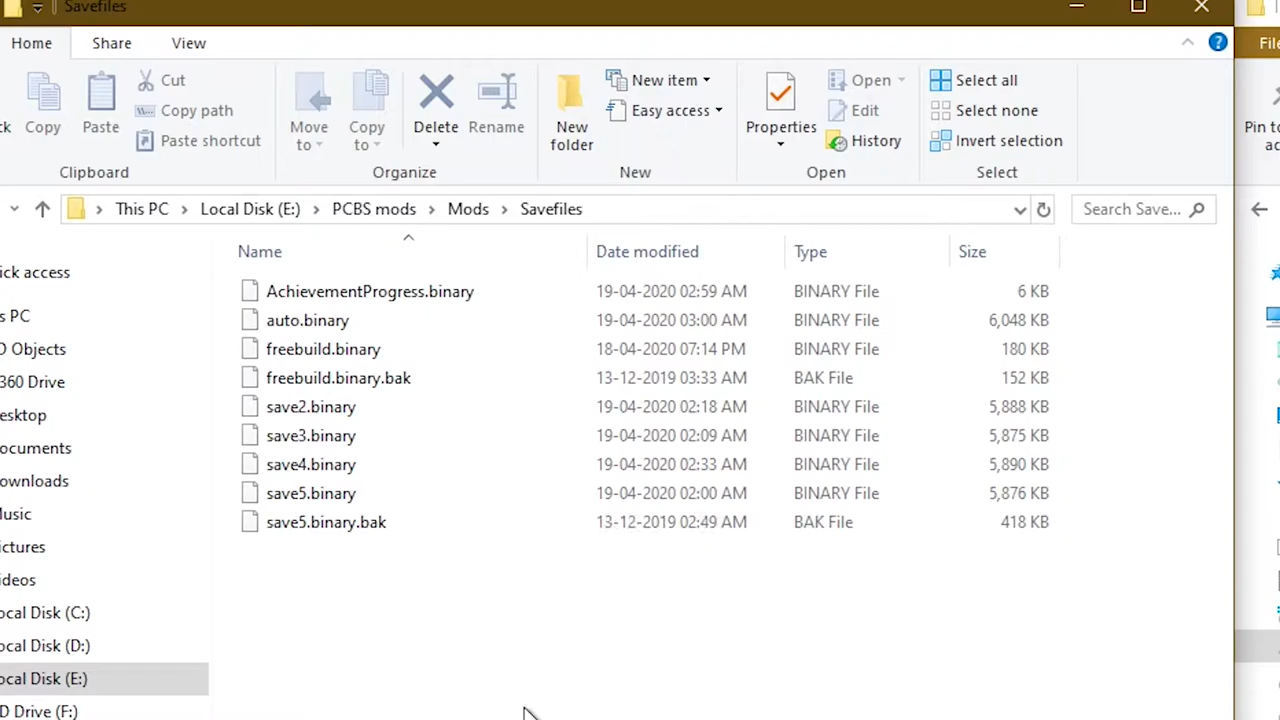 Savefiles
Home Share View
File
Copy
Paste
Cut
Copy path
Paste shortcut
Clipboard
Move to
Copy to
Delete
Rename
Organize
New folder
New item
Easy access
New
Properties
Open
Edit
History
Open
Select all
Select none
Invert selection
Select
Pin to
This PC > Local Disk (E:) > PCBS mods > Mods > Savefiles
Search Save...
Name Date modified Type Size
AchievementProgress.binary 19-04-2020 02:59 AM BINARY File 6 KB
auto.binary 19-04-2020 03:00 AM BINARY File 6,048 KB
freebuild.binary 18-04-2020 07:14 PM BINARY File 180 KB
freebuild.binary.bak 13-12-2019 03:33 AM BAK File 152 KB
save2.binary 19-04-2020 02:18 AM BINARY File 5,888 KB
save3.binary 19-04-2020 02:09 AM BINARY File 5,875 KB
save4.binary 19-04-2020 02:33 AM BINARY File 5,890 KB
save5.binary 19-04-2020 02:00 AM BINARY File 5,876 KB
save5.binary.bak 13-12-2019 02:49 AM BAK File 418 KB
ick access
s PC
D Objects
360 Drive
esktop
ocuments
ownloads
usic
ictures
ideos
ocal Disk (C:)
ocal Disk (D:)
ocal Disk (E:)
D Drive (F:)